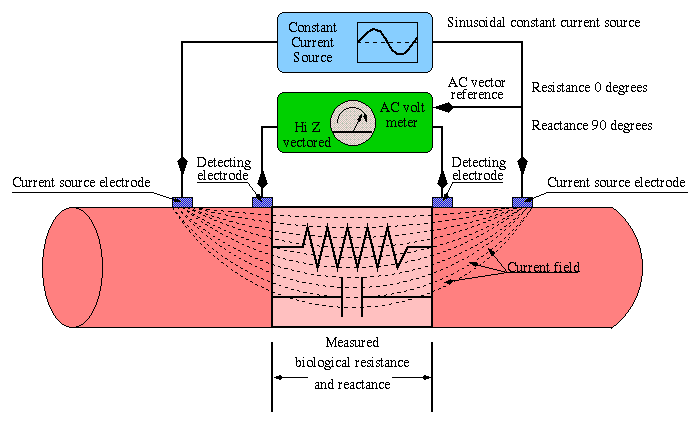 Sinusoidal constant current source
Constant
Current
Source
AC vector
reference
Resistance 0 degrees
AC volt
meter
Hi Z
vectored
Reactance 90 degrees
Detecting
electrode
Detecting
electrode
Current source electrode
Current source electrode
Current field
Measured
biological resistance
and reactance